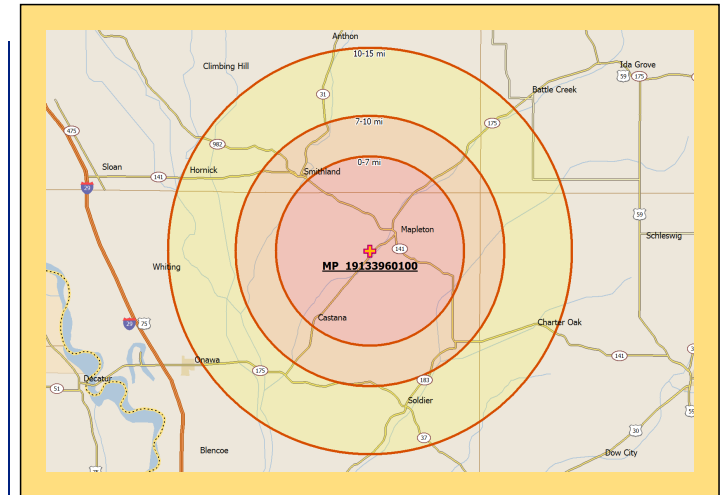 Anthon
10-15 mi
Climbing Hill
Ida Grove
59
175
Battle Creek
31
175
7-10 mi
475
982
0-7 mi
Sloan
141
Hornick
Smithland
29
59
Mapleton
141
Schleswig
MP 19133960100
Whiting
Castana
29
75
Charter Oak
141
Onawa
175
Decatur
183
51
Soldier
37
30
Blencoe
Dow City